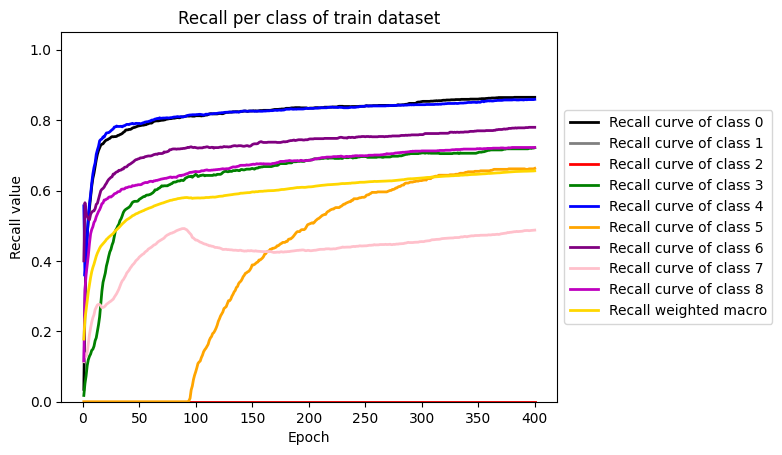 Recall per class of train dataset
Recall value
1.0
0.8
0.6
0.4
0.2
0.0
0 50 100 150 200 250 300 350 400
Epoch
Recall curve of class 0
Recall curve of class 1
Recall curve of class 2
Recall curve of class 3
Recall curve of class 4
Recall curve of class 5
Recall curve of class 6
Recall curve of class 7
Recall curve of class 8
Recall weighted macro